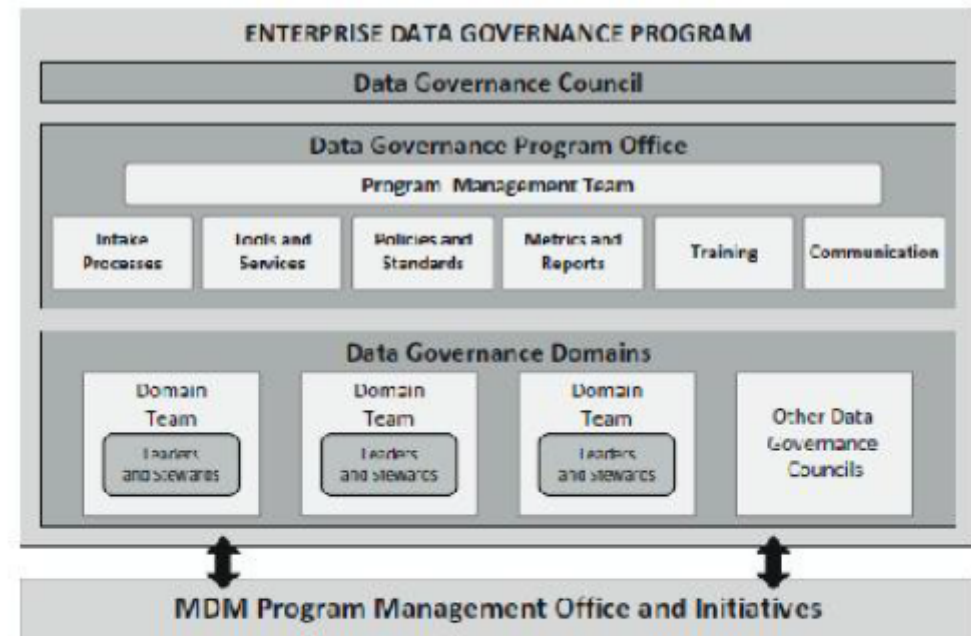 ENTERPRISE DATA GOVERNANCE PROGRAM
Data Governance Council
Data Governance Program Office
Program Management Team
Intake
Processes
Tools and
Services
Policies and
Standards
Metrics and
Reports
Training
Communication
Data Governance Domains
Domain
Team
Leaders
and Stewards
Domain
Team
Leaders
and Stewards
Domain
Team
Leaders
and Stewards
Other Data
Governance
Councils
MDM Program Management Office and Initiatives